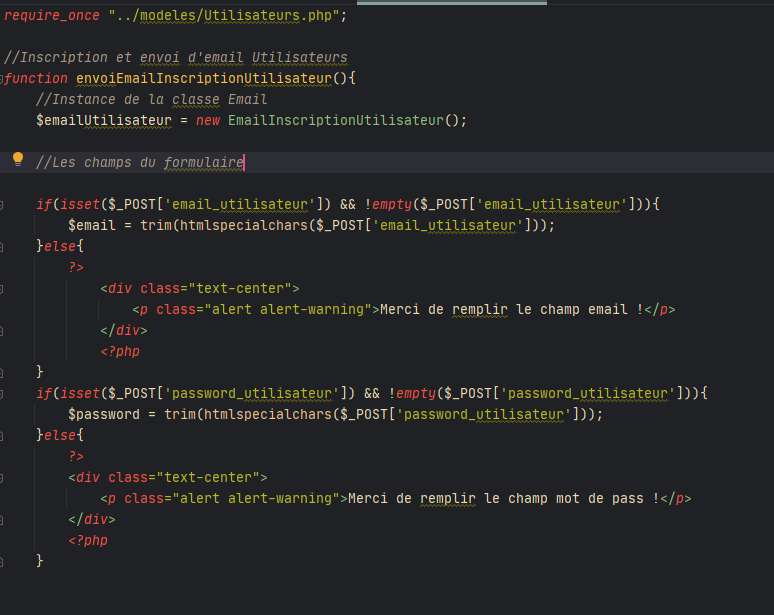 require_once "../modeles/Utilisateurs.php";
//Inscription et envoi d'email Utilisateurs
function envoiEmailInscriptionUtilisateur(){
//Instance de la classe Email
$emailUtilisateur = new EmailInscriptionUtilisateur();
//Les champs du formulaire
if(isset($_POST['email_utilisateur']) && !empty($_POST['email_utilisateur'])){
$email = trim(htmlspecialchars($_POST['email_utilisateur']));
}else{
?>
<div class="text-center">
<p class="alert alert-warning">Merci de remplir le champ email !</p>
</div>
<?php
}
if(isset($_POST['password_utilisateur']) && !empty($_POST['password_utilisateur'])){
$password = trim(htmlspecialchars($_POST['password_utilisateur']));
}else{
?>
<div class="text-center">
<p class="alert alert-warning">Merci de remplir le champ mot de pass !</p>
</div>
<?php
}